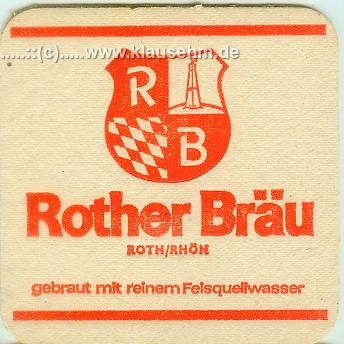 .....::(c).....www.klausehm.de
R
B
Rother Bräu
ROTH/RHÖN
gebraut mit reinem Felsquellwasser